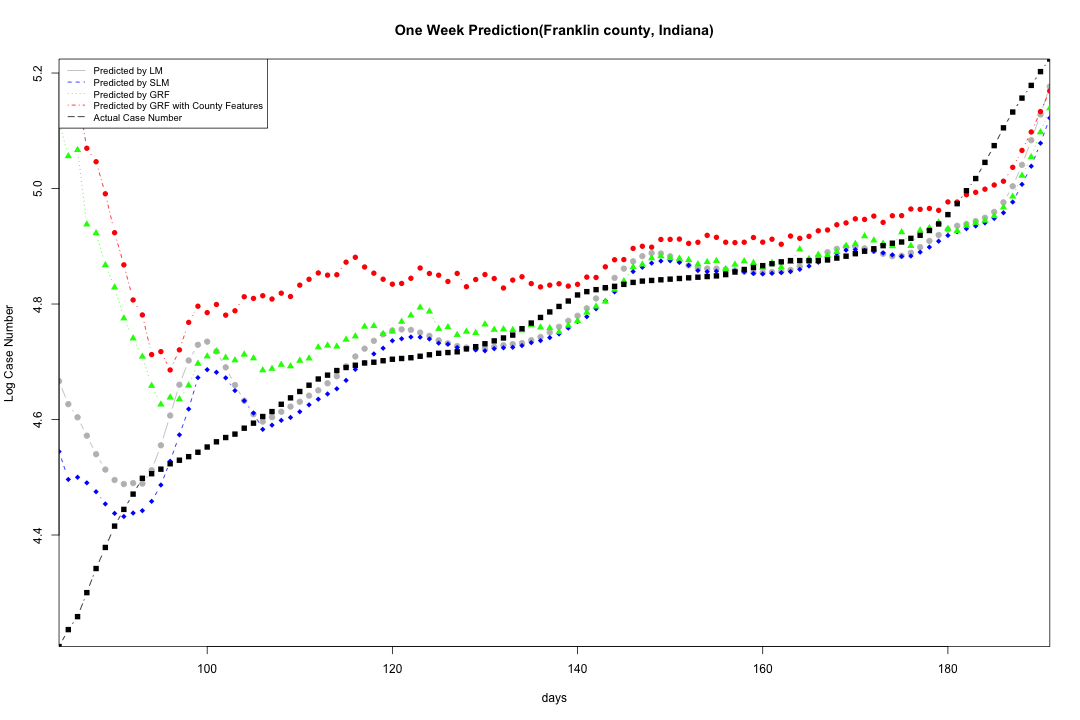 One Week Prediction(Franklin county, Indiana)
Predicted by LM
Predicted by SLM
Predicted by GRF
Predicted by GRF with County Features
Actual Case Number
5.2
5.0
4.8
4.6
4.4
Log Case Number
100 120 140 160 180
days